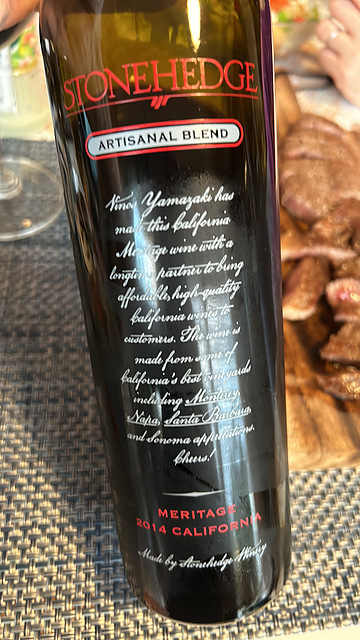 STONEHEDGE
ARTISANAL BLEND
Vinos Yamazaki has
made this California
Meritage wine with a
longtime partner to bring
affordable, high-quality
California wines to
customers. The wine is
made from some of
California's best vineyards
including Monterey,
Napa, Santa Barbara,
and Sonoma appellations.
Cheers!
MERITAGE
2014 CALIFORNIA
Made by Stonehedge Winery